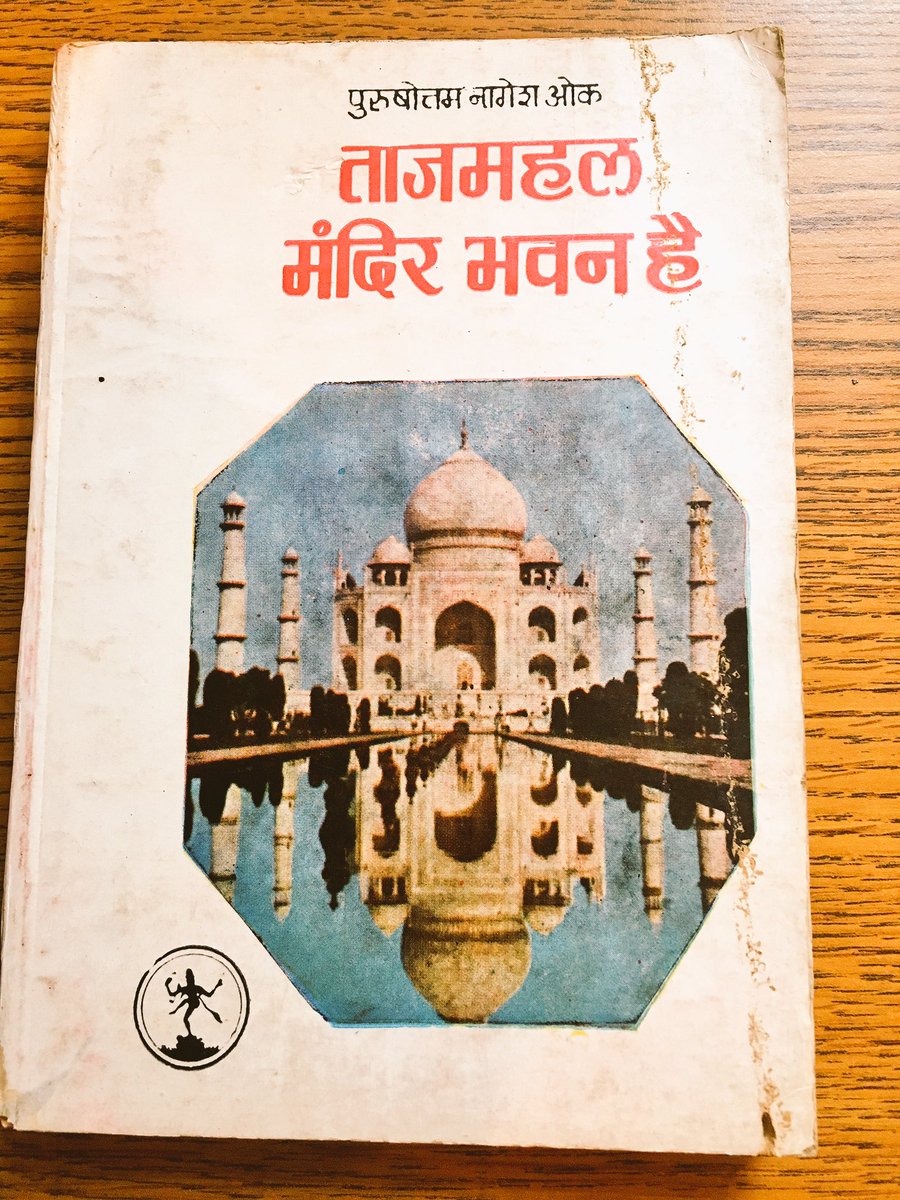 पुरुषोत्तम नागेश ओक
ताजमहल
मंदिर भवन है